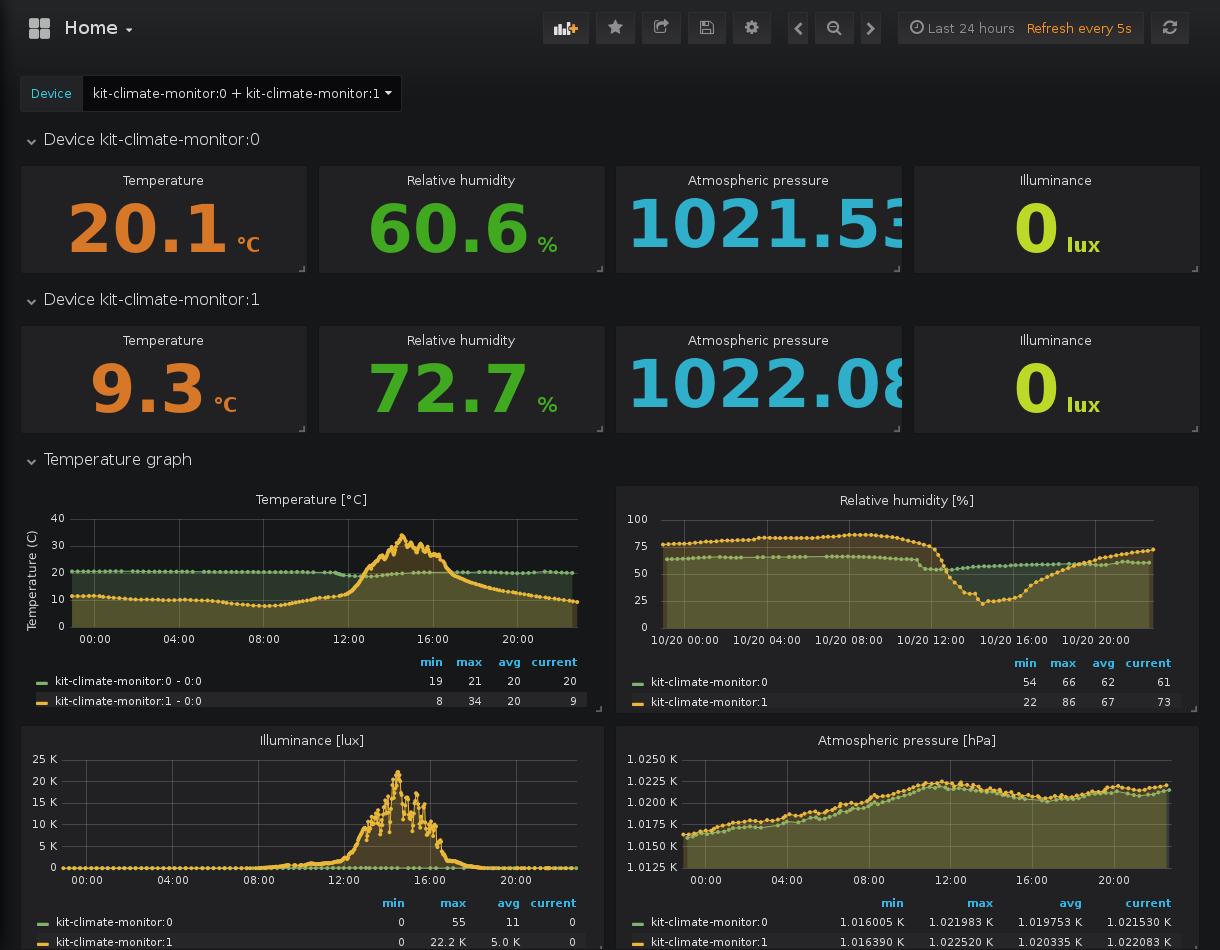 Home
Last 24 hours Refresh every 5s
Device kit-climate-monitor:0 + kit-climate-monitor:1
Device kit-climate-monitor:0
Temperature Relative humidity Atmospheric pressure Illuminance
20.1 °C 60.6 % 1021.53 0 lux
Device kit-climate-monitor:1
Temperature Relative humidity Atmospheric pressure Illuminance
9.3 °C 72.7 % 1022.08 0 lux
Temperature graph
Temperature [°C]
Temperature (C)
40
30
20
10
0
00:00 04:00 08:00 12:00 16:00 20:00
min max avg current
kit-climate-monitor:0 - 0:0 19 21 20 20
kit-climate-monitor:1 - 0:0 8 34 20 9
Relative humidity [%]
100
75
50
25
0
10/20 00:00 10/20 04:00 10/20 08:00 10/20 12:00 10/20 16:00 10/20 20:00
min max avg current
kit-climate-monitor:0 54 66 62 61
kit-climate-monitor:1 22 86 67 73
Illuminance [lux]
25 K
20 K
15 K
10 K
5 K
0
00:00 04:00 08:00 12:00 16:00 20:00
min max avg current
kit-climate-monitor:0 0 55 11 0
kit-climate-monitor:1 0 22.2 K 5.0 K 0
Atmospheric pressure [hPa]
1.0250 K
1.0225 K
1.0200 K
1.0175 K
1.0150 K
1.0125 K
00:00 04:00 08:00 12:00 16:00 20:00
min max avg current
kit-climate-monitor:0 1.016005 K 1.021983 K 1.019753 K 1.021530 K
kit-climate-monitor:1 1.016390 K 1.022520 K 1.020335 K 1.022083 K